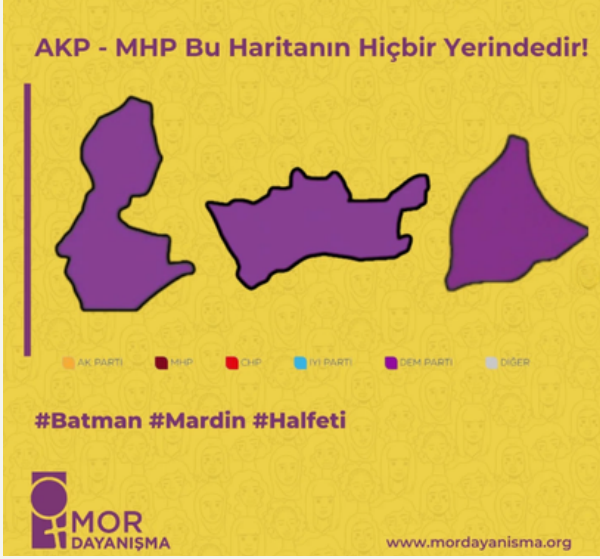 AKP - MHP Bu Haritanın Hiçbir Yerindedir!
AK PARTİ MHP CHP İYİ PARTİ DEM PARTİ DİĞER
#Batman #Mardin #Halfeti
MOR
DAYANIŞMA
www.mordayanisma.org